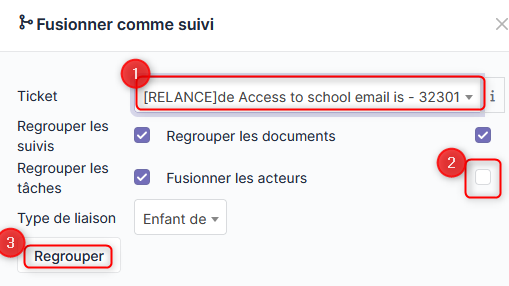 Fusionner comme suivi
1
Ticket [RELANCE]de Access to school email is - 32301 i
Regrouper les suivis Regrouper les documents
2
Regrouper les tâches Fusionner les acteurs
Type de liaison Enfant de
3
Regrouper